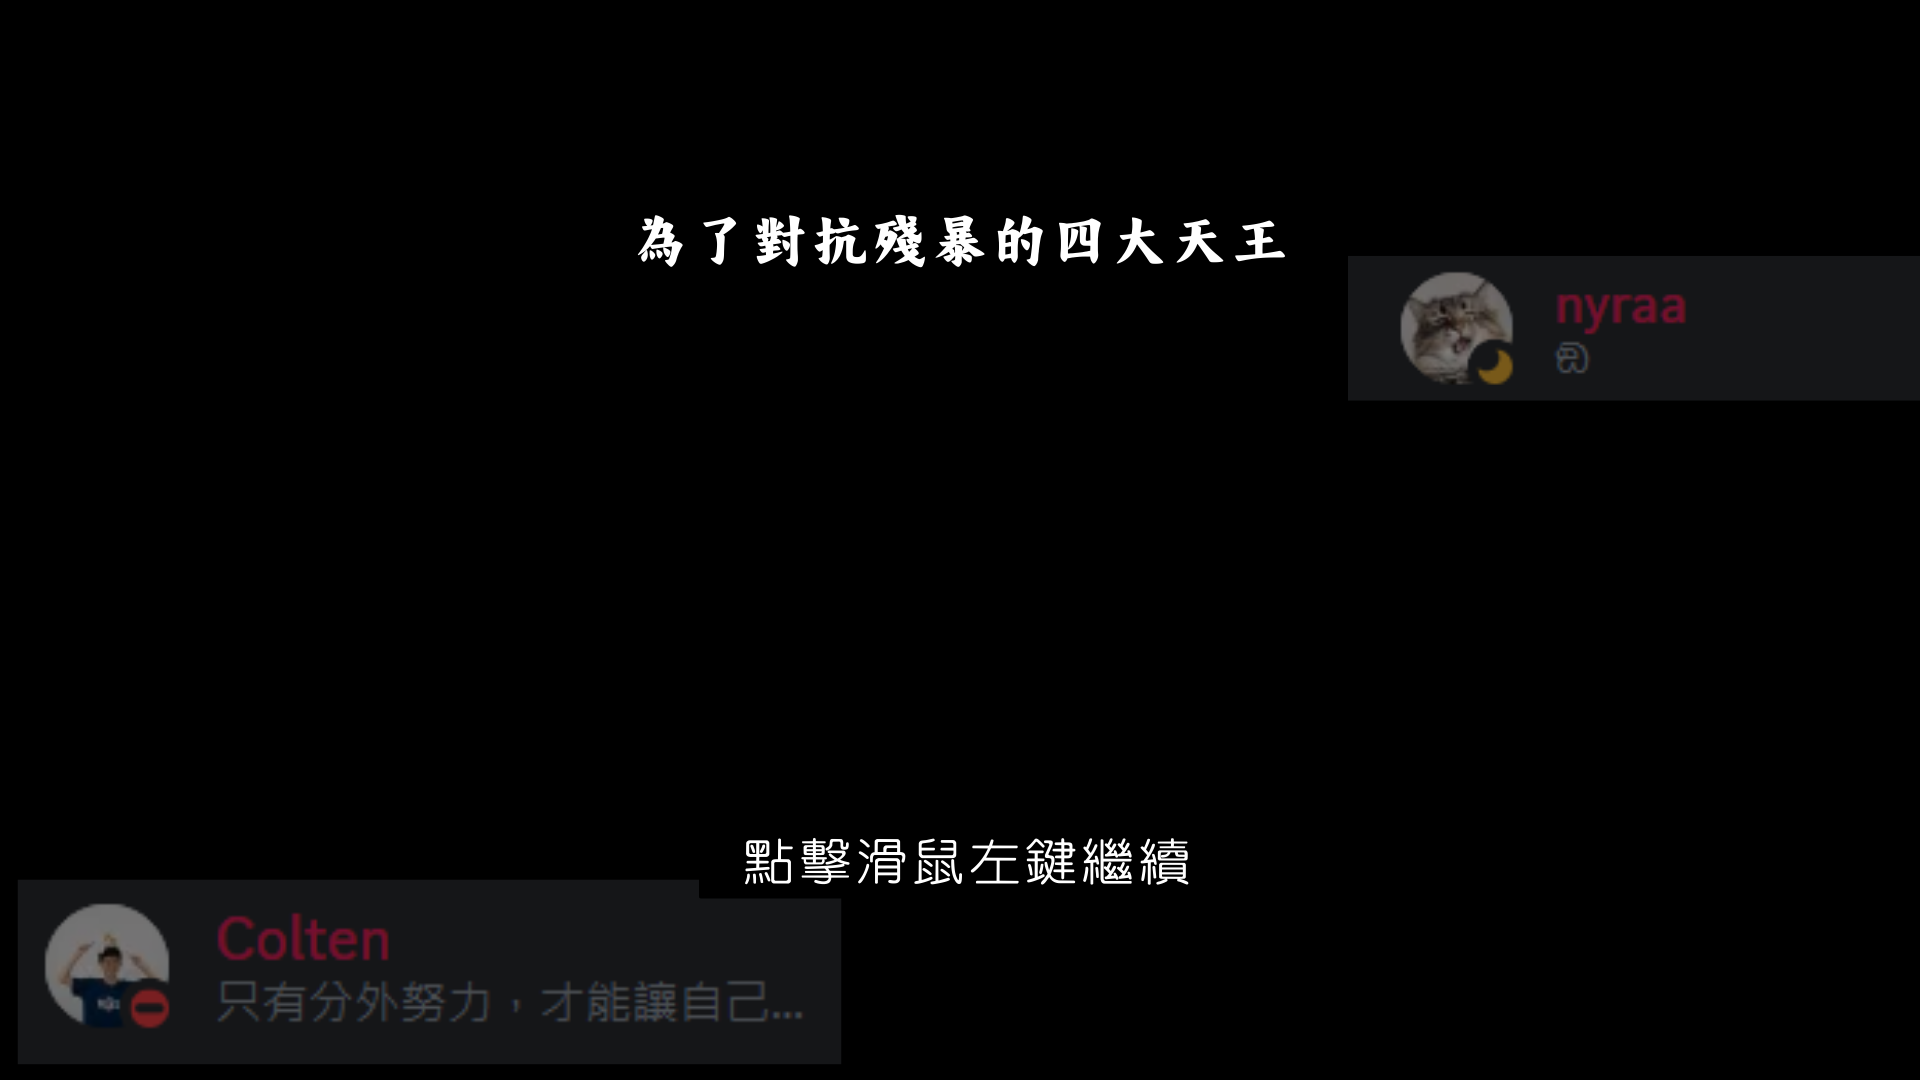 為了對抗殘暴的四大天王
nyraa
ฅ
點擊滑鼠左鍵繼續
Colten
只有分外努力，才能讓自己...